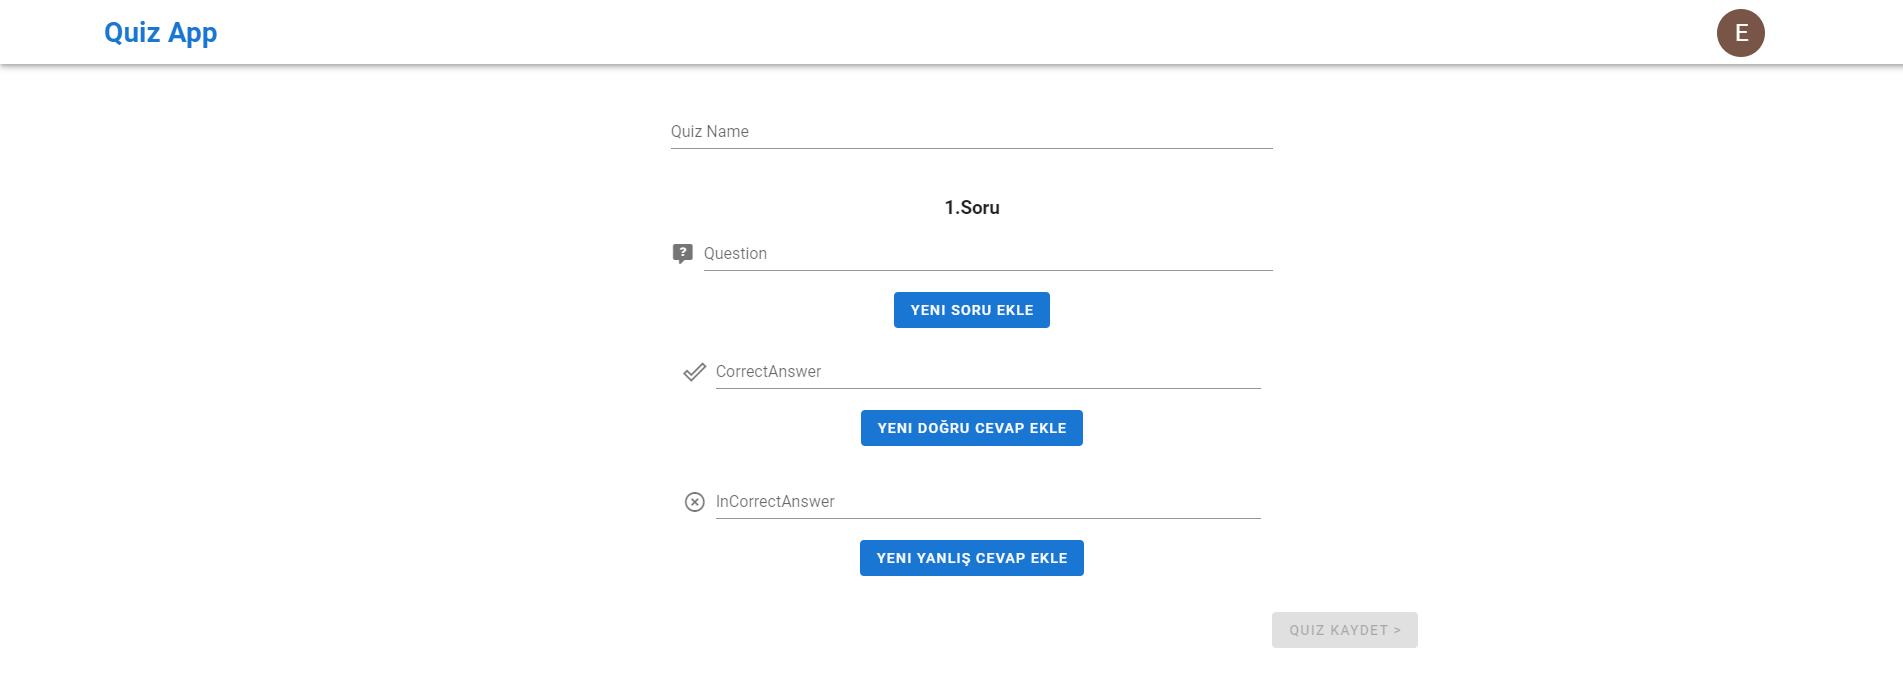 Quiz App
E
Quiz Name
1.Soru
?
Question
YENI SORU EKLE
CorrectAnswer
YENI DOĞRU CEVAP EKLE
InCorrectAnswer
YENI YANLIŞ CEVAP EKLE
QUIZ KAYDET >